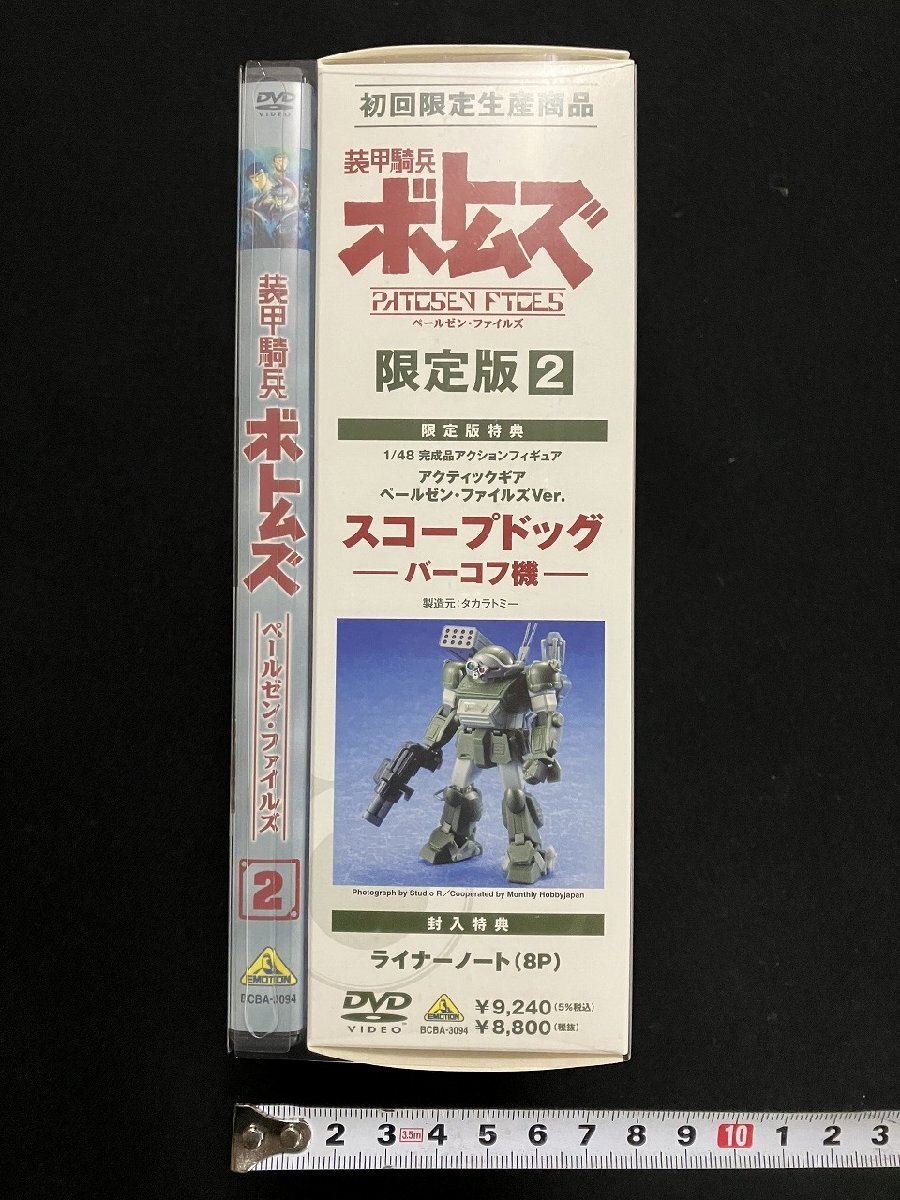 DVD
VIDEO
装甲騎兵
ボトムズ
ペールゼン・ファイルズ
2
EMOTION
BCBA-3094
初回限定生産商品
装甲騎兵
ボトムズ
ペールゼン・ファイルズ
限定版 2
限定版特典
1/48 完成品アクションフィギュア
アクティックギア
ペールゼン・ファイルズVer.
スコープドッグ
―バーコフ機―
製造元:タカラトミー
Photograph by Studio R/Cooperated by Monthly Hobbyjapan
封入特典
ライナーノート(8P)
DVD
VIDEO™
EMOTION
BCBA-3094
¥9,240(5%税込)
¥8,800(税抜)
2 3 3.5m 4 5 6 7 8 9 10 1 2 3